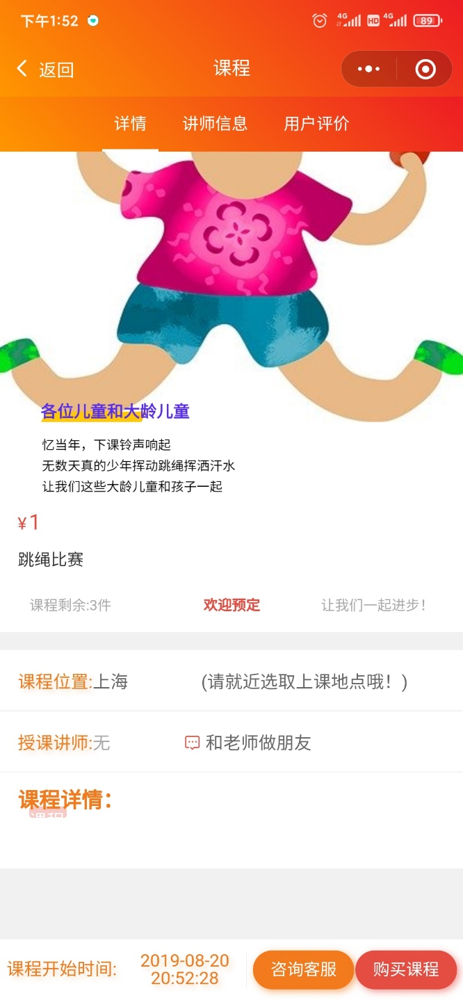 下午1:52
4G
HD
4G
89
返回
课程
详情
讲师信息
用户评价
各位儿童和大龄儿童
忆当年，下课铃声响起
无数天真的少年挥动跳绳挥洒汗水
让我们这些大龄儿童和孩子一起
¥1
跳绳比赛
课程剩余:3件
欢迎预定
让我们一起进步！
课程位置:上海
(请就近选取上课地点哦！)
授课讲师:无
和老师做朋友
课程详情：
课程开始时间:
2019-08-20
20:52:28
咨询客服
购买课程